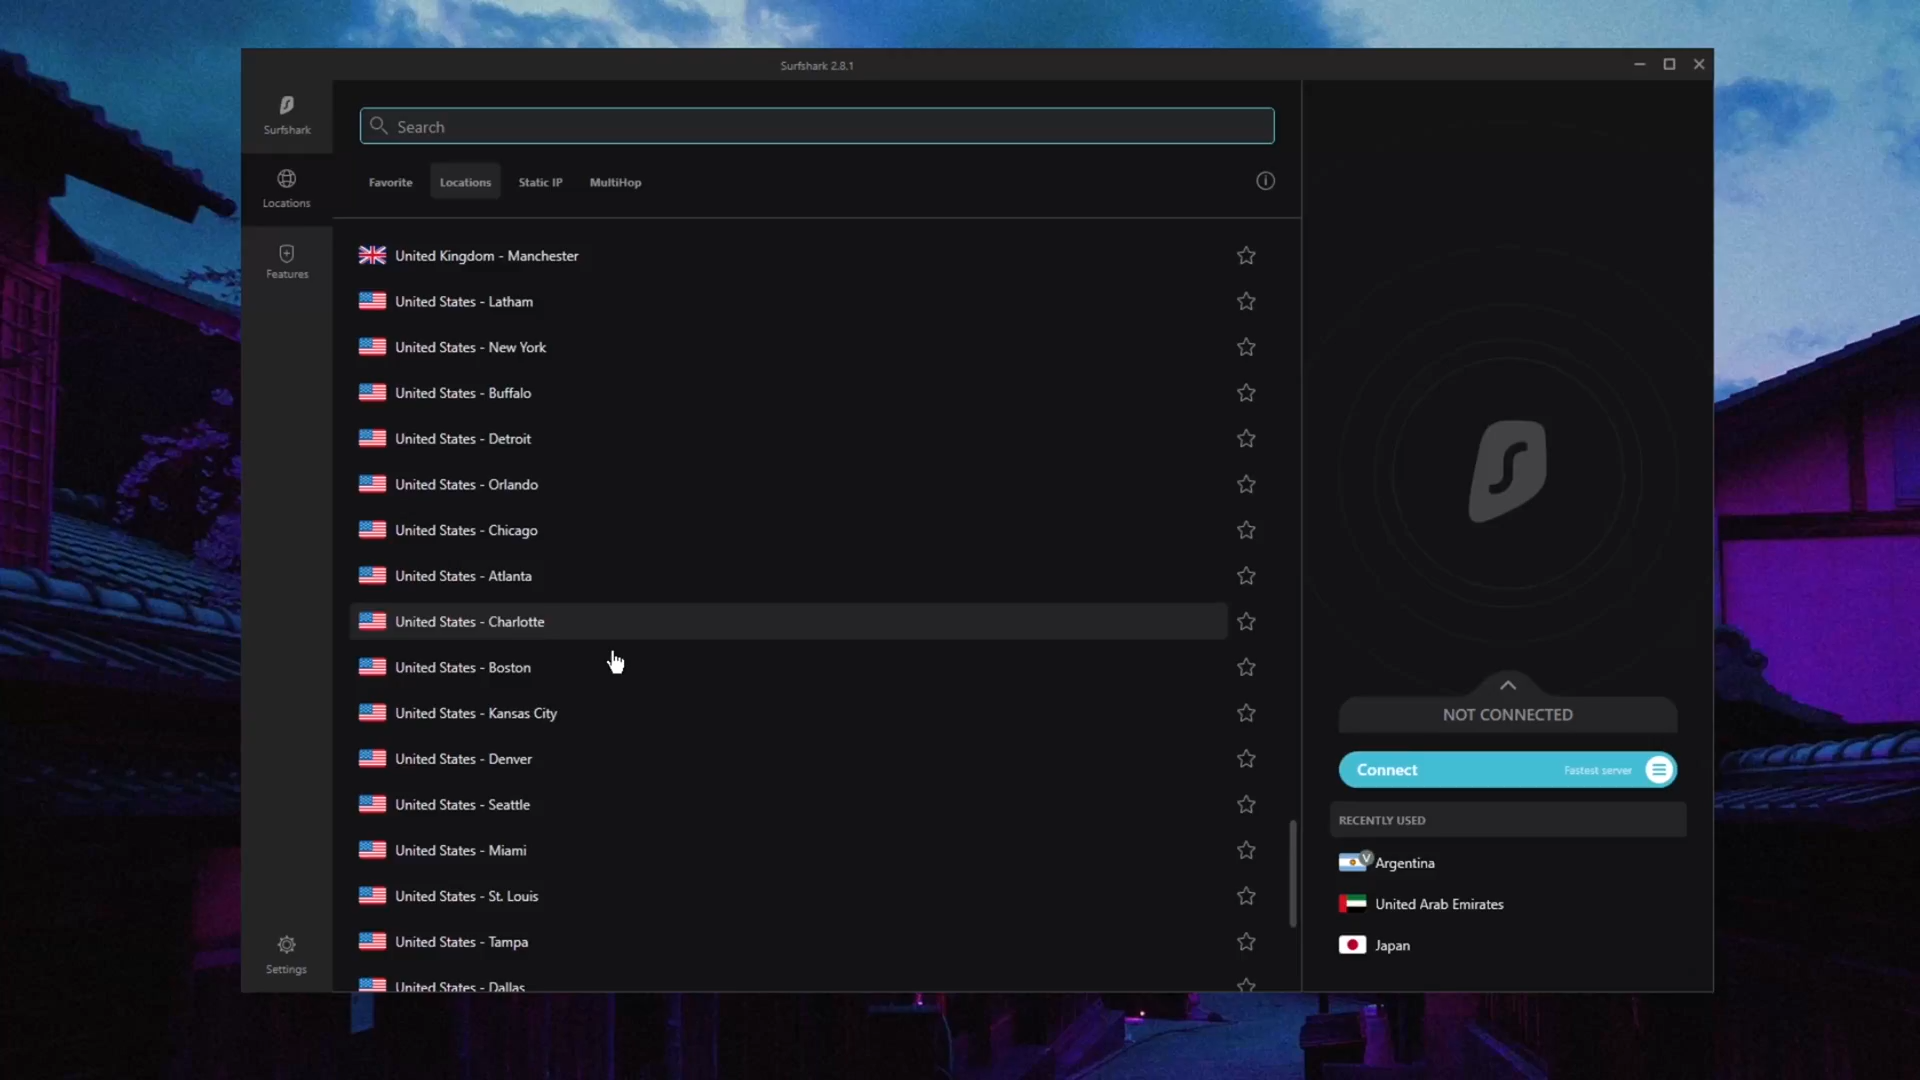 Surfshark 2.8.1
Surfshark
Locations
Features
Settings
Search
Favorite
Locations
Static IP
MultiHop
United Kingdom - Manchester
United States - Latham
United States - New York
United States - Buffalo
United States - Detroit
United States - Orlando
United States - Chicago
United States - Atlanta
United States - Charlotte
United States - Boston
United States - Kansas City
United States - Denver
United States - Seattle
United States - Miami
United States - St. Louis
United States - Tampa
United States - Dallas
NOT CONNECTED
Connect
Fastest server
RECENTLY USED
V Argentina
United Arab Emirates
Japan